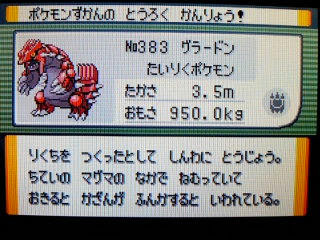 ポケモンずかんの とうろく かんりょう!
№383 グラードン
たいりくポケモン
たかさ 3.5m
おもさ 950.0kg
りくちを つくったとして しんわに とうじょう。
ちていの マグマの なかで ねむっていて
おきると かざんが ふんかすると いわれている。